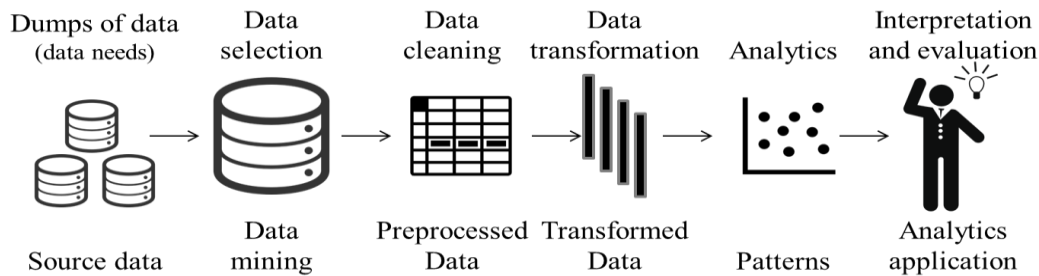 Dumps of data
(data needs)
Data
selection
Data
cleaning
Data
transformation
Analytics
Interpretation
and evaluation
Source data
Data
mining
Preprocessed
Data
Transformed
Data
Patterns
Analytics
application